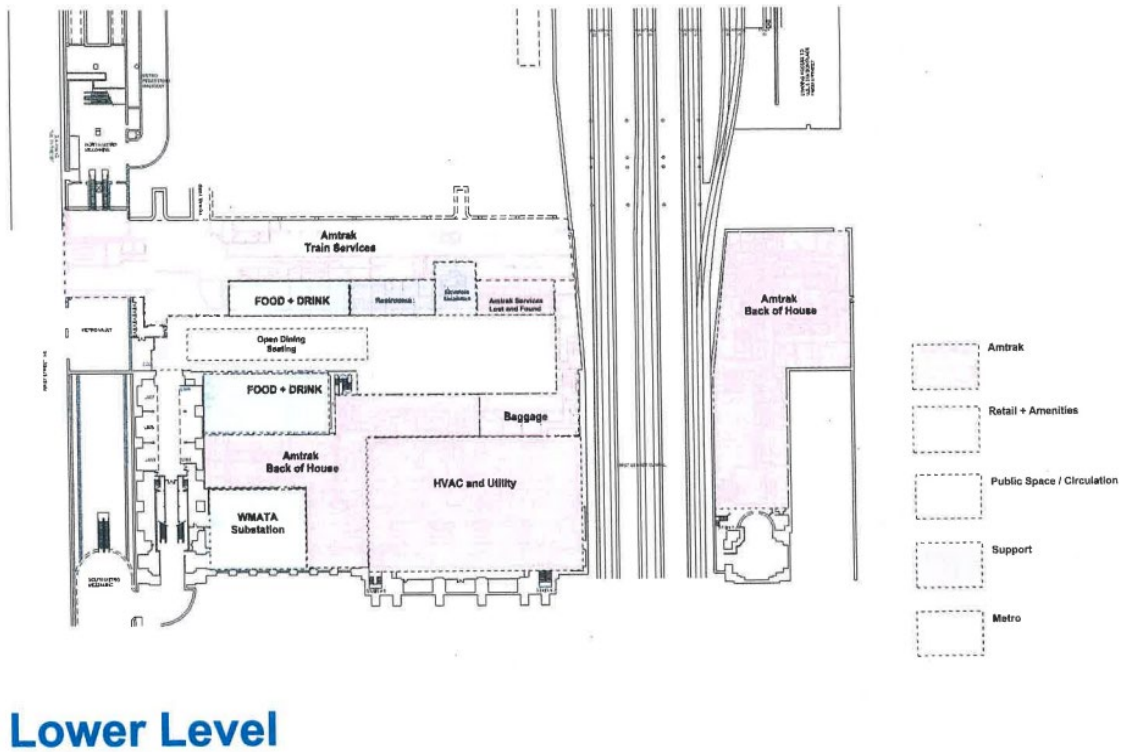 Amtrak
Train Services
FOOD + DRINK
Restrooms
Amtrak Services
Lost and Found
Open Dining
Seating
FOOD + DRINK
Baggage
Amtrak
Back of House
HVAC and Utility
WMATA
Substation
Amtrak
Back of House
Amtrak
Retail + Amenities
Public Space / Circulation
Support
Metro
Lower Level